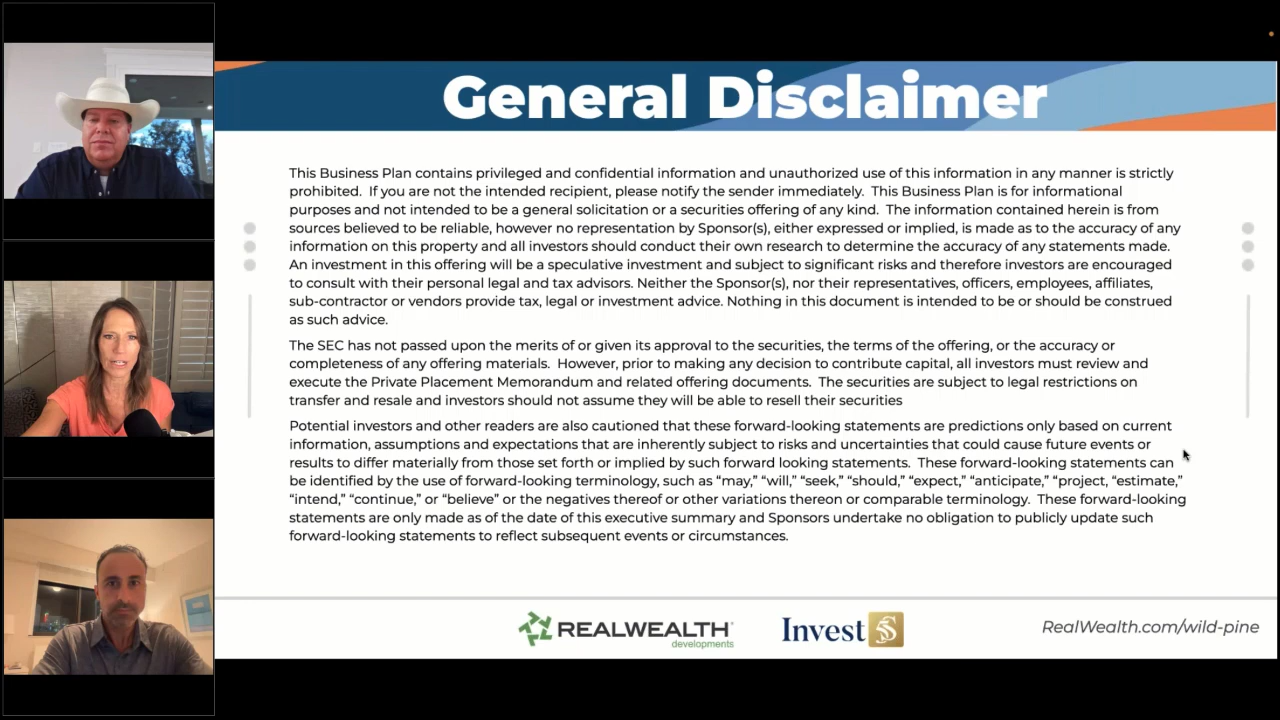 General Disclaimer
This Business Plan contains privileged and confidential information and unauthorized use of this information in any manner is strictly
prohibited.  If you are not the intended recipient, please notify the sender immediately.  This Business Plan is for informational
purposes and not intended to be a general solicitation or a securities offering of any kind.  The information contained herein is from
sources believed to be reliable, however no representation by Sponsor(s), either expressed or implied, is made as to the accuracy of any
information on this property and all investors should conduct their own research to determine the accuracy of any statements made.
An investment in this offering will be a speculative investment and subject to significant risks and therefore investors are encouraged
to consult with their personal legal and tax advisors. Neither the Sponsor(s), nor their representatives, officers, employees, affiliates,
sub-contractor or vendors provide tax, legal or investment advice. Nothing in this document is intended to be or should be construed
as such advice.
The SEC has not passed upon the merits of or given its approval to the securities, the terms of the offering, or the accuracy or
completeness of any offering materials.  However, prior to making any decision to contribute capital, all investors must review and
execute the Private Placement Memorandum and related offering documents.  The securities are subject to legal restrictions on
transfer and resale and investors should not assume they will be able to resell their securities
Potential investors and other readers are also cautioned that these forward-looking statements are predictions only based on current
information, assumptions and expectations that are inherently subject to risks and uncertainties that could cause future events or
results to differ materially from those set forth or implied by such forward looking statements.  These forward-looking statements can
be identified by the use of forward-looking terminology, such as “may,” “will,” “seek,” “should,” “expect,” “anticipate,” “project, “estimate,”
“intend,” “continue,” or “believe” or the negatives thereof or other variations thereon or comparable terminology.  These forward-looking
statements are only made as of the date of this executive summary and Sponsors undertake no obligation to publicly update such
forward-looking statements to reflect subsequent events or circumstances.
REALWEALTH
developments
Invest
RealWealth.com/wild-pine